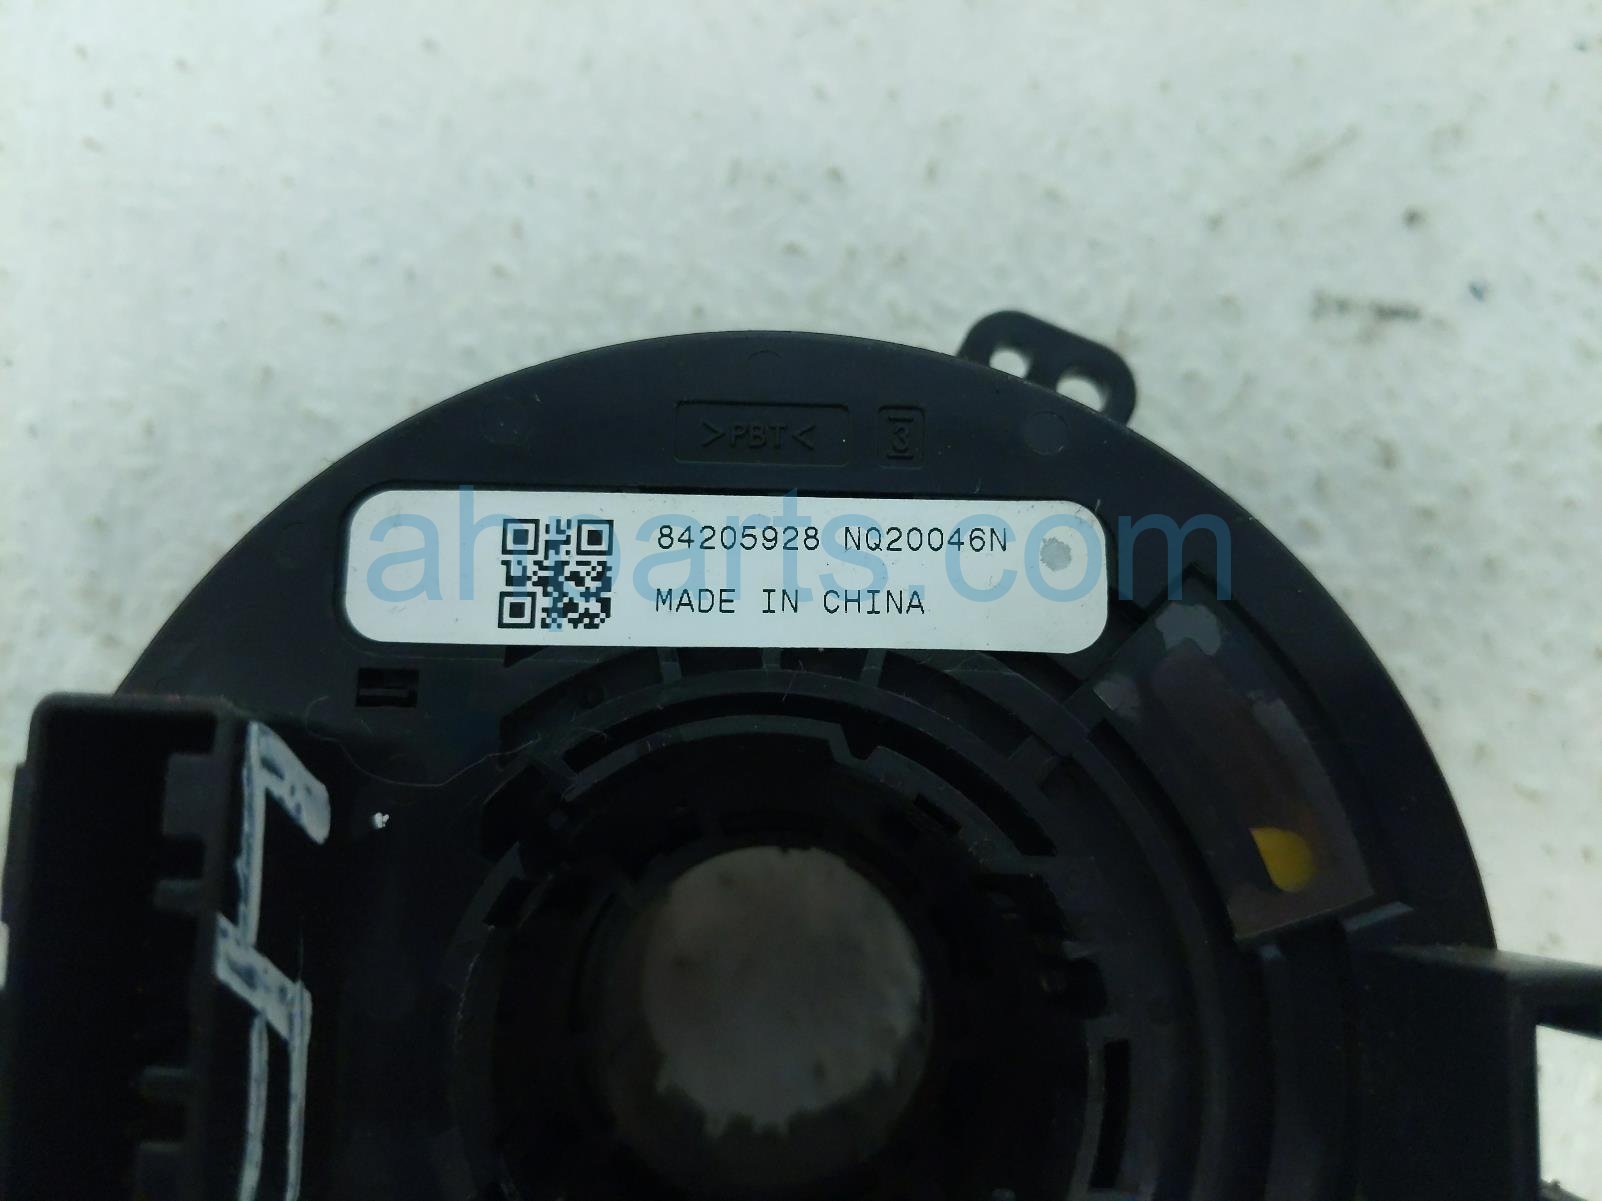 >PBT< 3
84205928 NQ20046N
MADE IN CHINA
ahparts.com